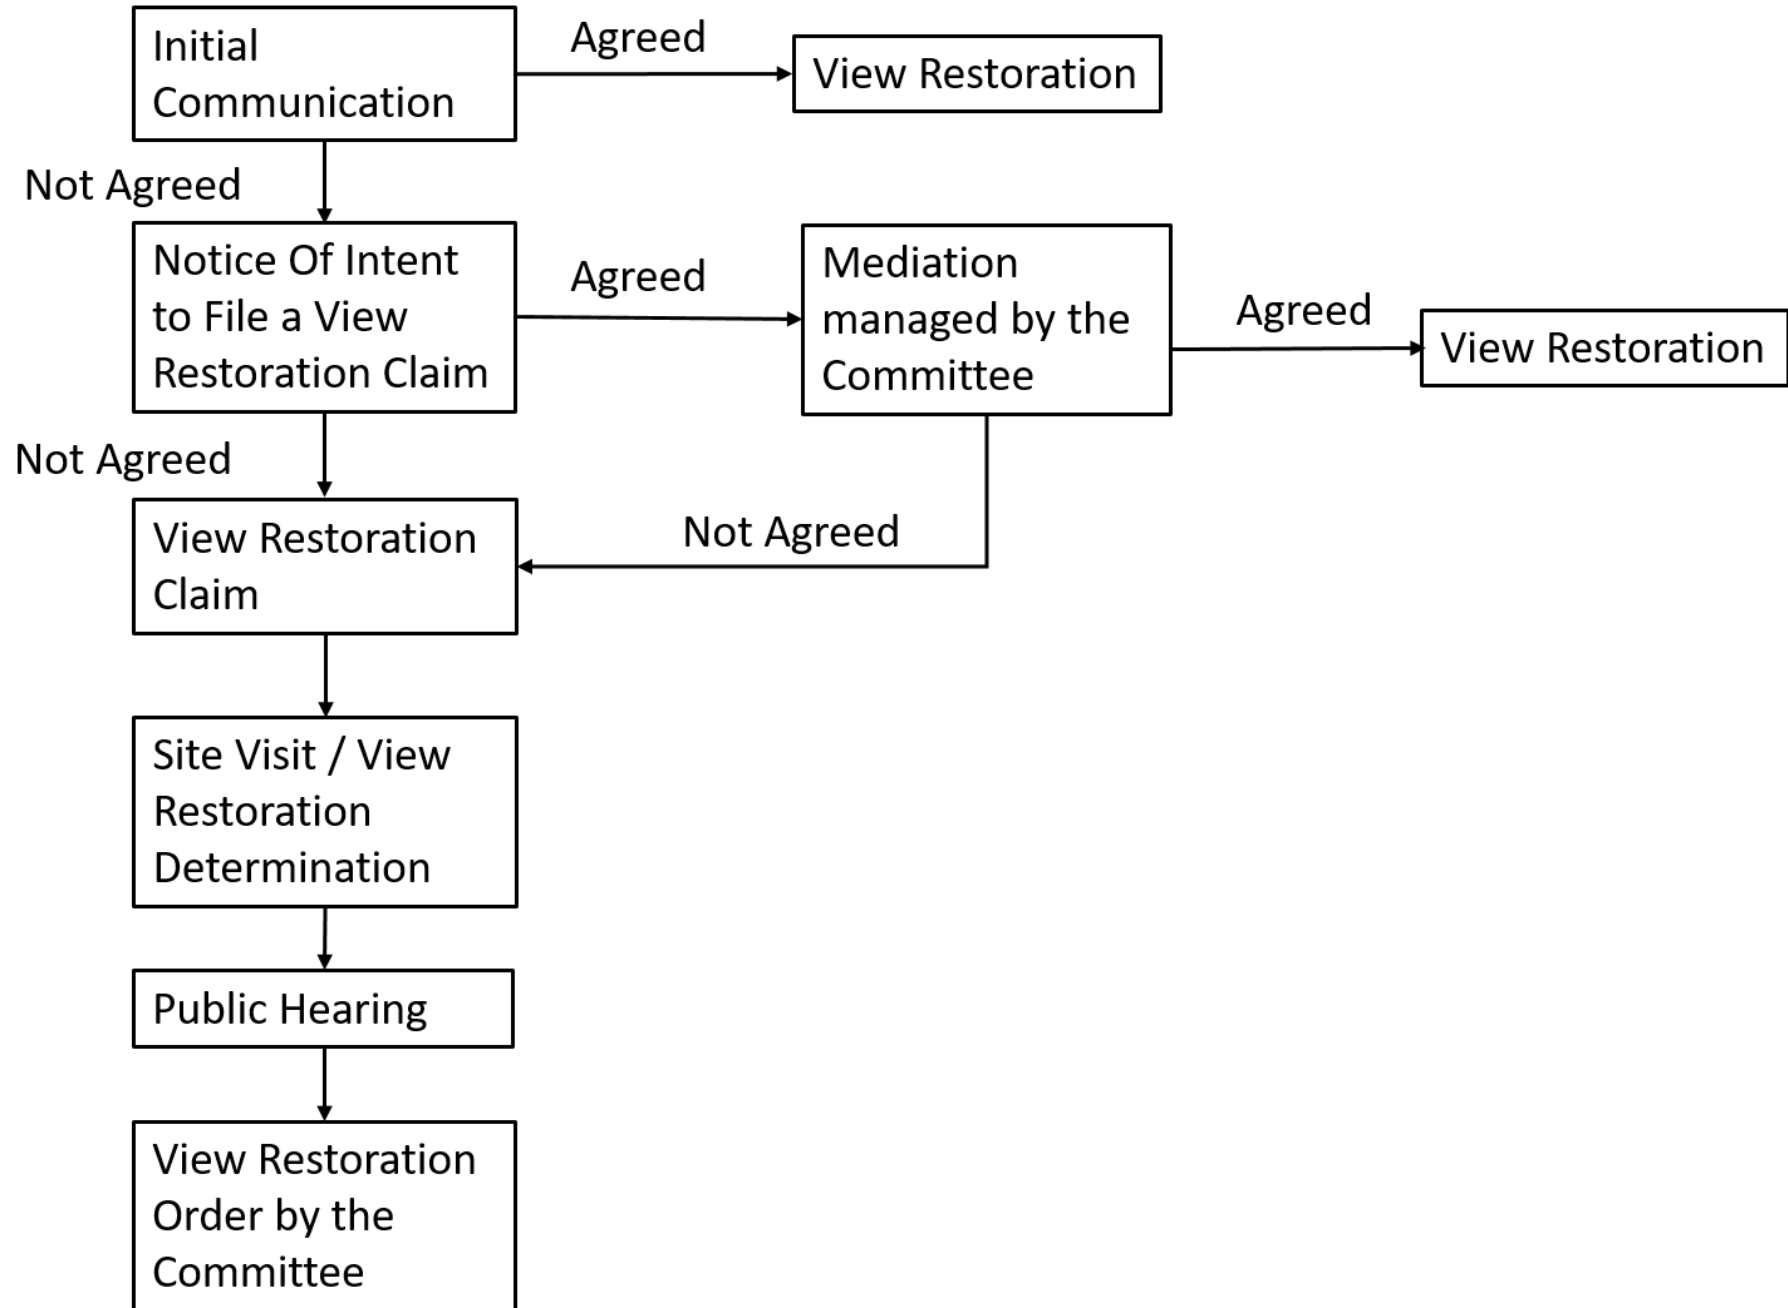 Initial
Communication
Agreed
View Restoration
Not Agreed
Notice Of Intent
to File a View
Restoration Claim
Agreed
Mediation
managed by the
Committee
Agreed
View Restoration
Not Agreed
View Restoration
Claim
Not Agreed
Site Visit / View
Restoration
Determination
Public Hearing
View Restoration
Order by the
Committee